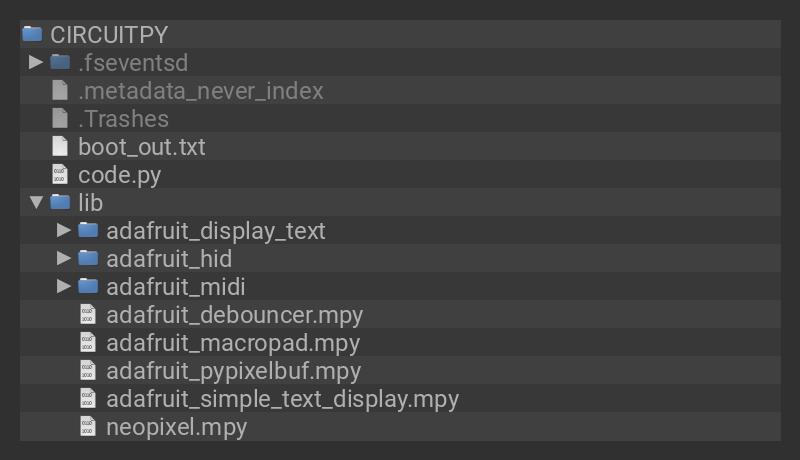 CIRCUITPY
.fseventsd
.metadata_never_index
.Trashes
boot_out.txt
code.py
lib
adafruit_display_text
adafruit_hid
adafruit_midi
adafruit_debouncer.mpy
adafruit_macropad.mpy
adafruit_pypixelbuf.mpy
adafruit_simple_text_display.mpy
neopixel.mpy